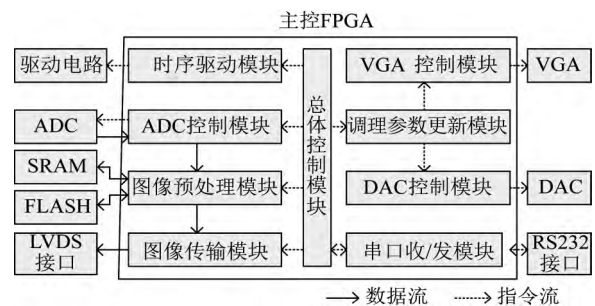 主控FPGA
驱动电路
时序驱动模块
VGA 控制模块
VGA
ADC
ADC控制模块
总体控制模块
调理参数更新模块
SRAM
FLASH
图像预处理模块
DAC控制模块
DAC
LVDS
接口
图像传输模块
串口收/发模块
RS232
接口
数据流
指令流